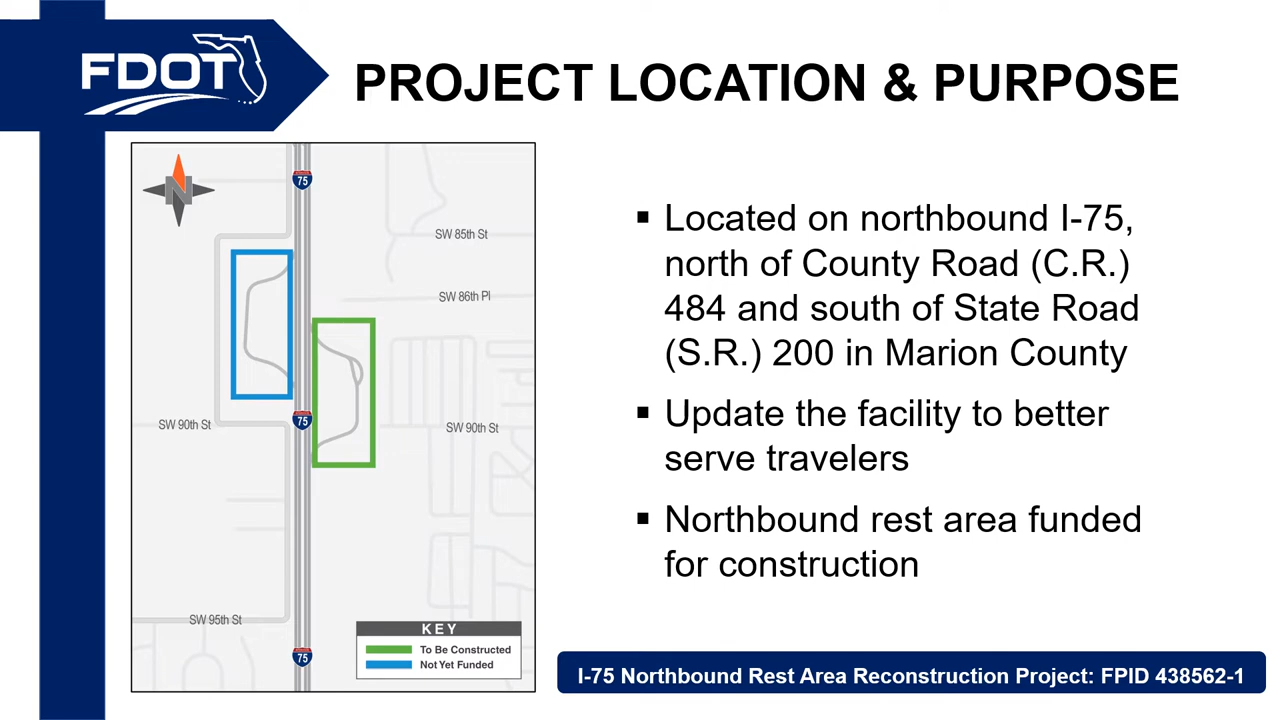 FDOT
PROJECT LOCATION & PURPOSE
N
75
SW 85th St
SW 86th Pl
75
SW 90th St
SW 90th St
SW 95th St
75
KEY
To Be Constructed
Not Yet Funded
▪ Located on northbound I-75,
north of County Road (C.R.)
484 and south of State Road
(S.R.) 200 in Marion County
▪ Update the facility to better
serve travelers
▪ Northbound rest area funded
for construction
I-75 Northbound Rest Area Reconstruction Project: FPID 438562-1